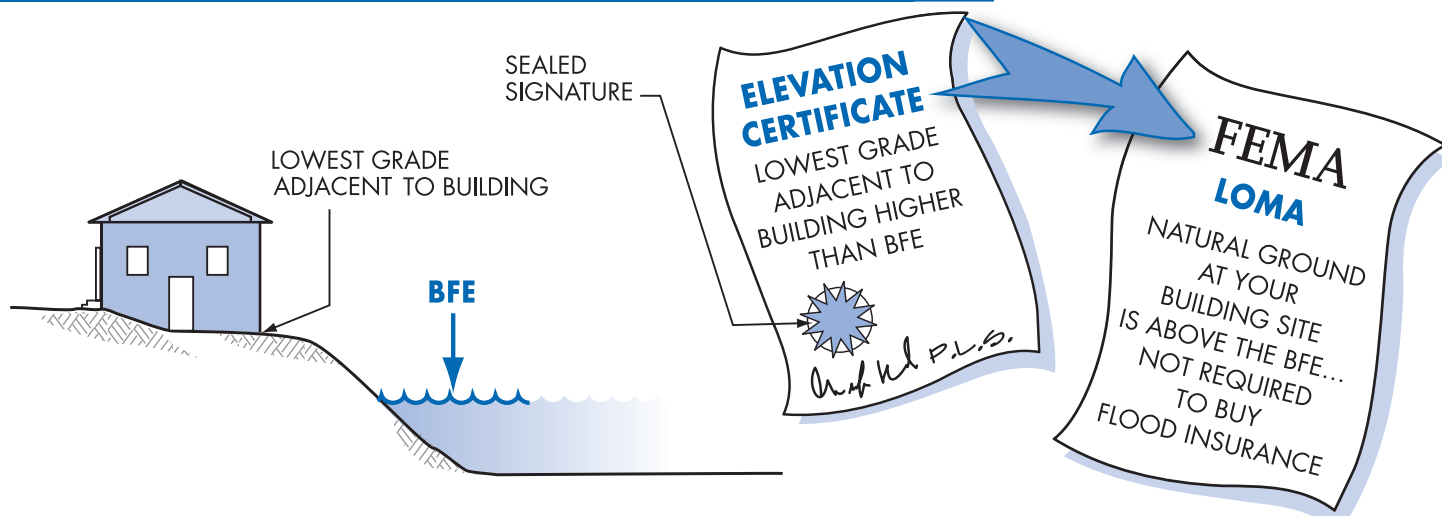 SEALED
SIGNATURE
LOWEST GRADE
ADJACENT TO BUILDING
BFE
ELEVATION
CERTIFICATE
LOWEST GRADE
ADJACENT TO
BUILDING HIGHER
THAN BFE
P.L.S.
FEMA
LOMA
NATURAL GROUND
AT YOUR
BUILDING SITE
IS ABOVE THE BFE...
NOT REQUIRED
TO BUY
FLOOD INSURANCE